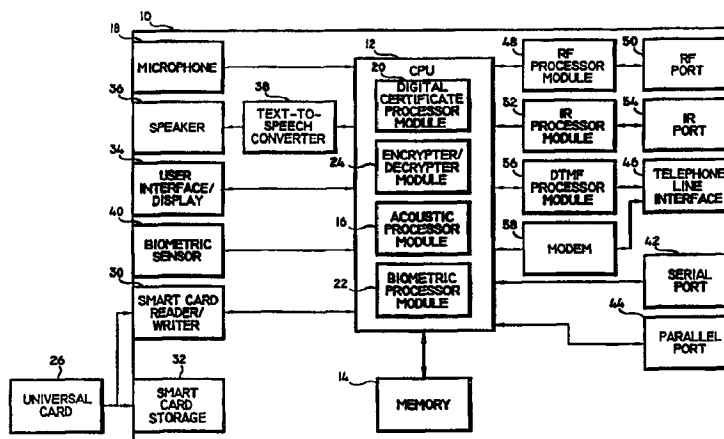 10
18
MICROPHONE
36
SPEAKER
38
TEXT-TO-
SPEECH
CONVERTER
34
USER
INTERFACE/
DISPLAY
40
BIOMETRIC
SENSOR
30
SMART CARD
READER/
WRITER
26
UNIVERSAL
CARD
32
SMART
CARD
STORAGE
12
CPU
20
DIGITAL
CERTIFICATE
PROCESSOR
MODULE
24
ENCRYPTER/
DECRYPTER
MODULE
16
ACOUSTIC
PROCESSOR
MODULE
22
BIOMETRIC
PROCESSOR
MODULE
14
MEMORY
48
RF
PROCESSOR
MODULE
50
RF
PORT
52
IR
PROCESSOR
MODULE
54
IR
PORT
56
DTMF
PROCESSOR
MODULE
46
TELEPHONE
LINE
INTERFACE
58
MODEM
42
SERIAL
PORT
44
PARALLEL
PORT